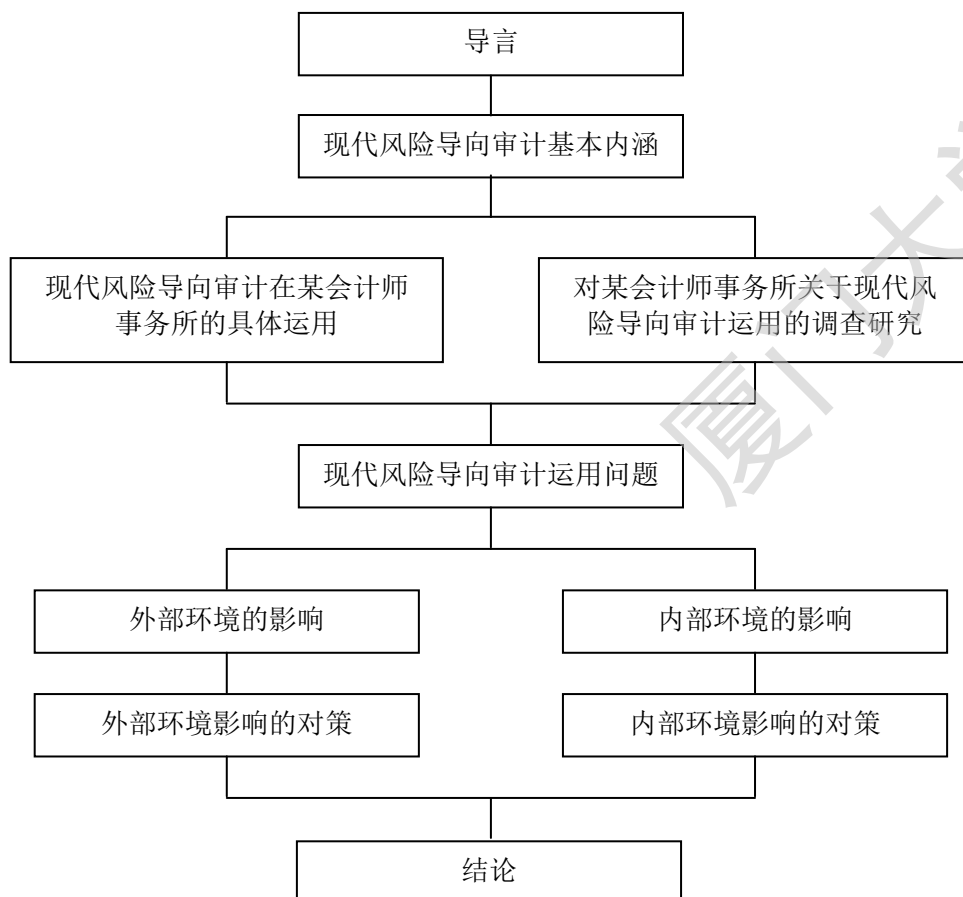 导言
现代风险导向审计基本内涵
现代风险导向审计在某会计师
事务所的具体运用
对某会计师事务所关于现代风
险导向审计运用的调查研究
现代风险导向审计运用问题
外部环境的影响
内部环境的影响
外部环境影响的对策
内部环境影响的对策
结论
厦门大